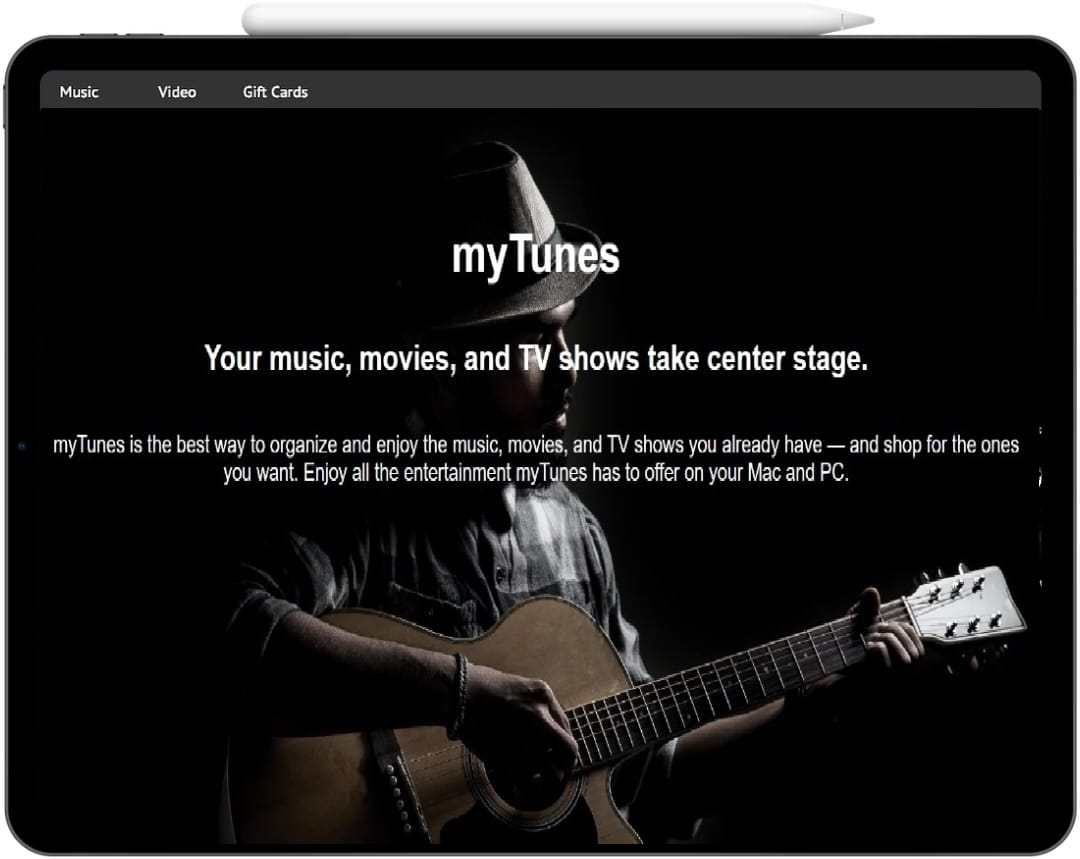 Music Video Gift Cards
myTunes
Your music, movies, and TV shows take center stage.
myTunes is the best way to organize and enjoy the music, movies, and TV shows you already have — and shop for the ones
you want. Enjoy all the entertainment myTunes has to offer on your Mac and PC.